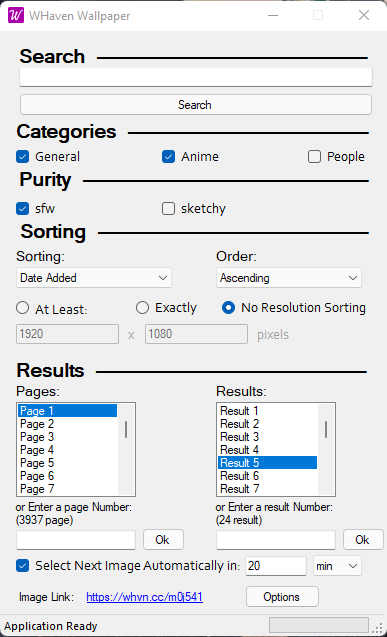 WHaven Wallpaper
Search
Search
Categories
General Anime People
Purity
sfw sketchy
Sorting
Sorting: Order:
Date Added Ascending
At Least: Exactly No Resolution Sorting
1920 x 1080 pixels
Results
Pages: Results:
Page 1 Result 1
Page 2 Result 2
Page 3 Result 3
Page 4 Result 4
Page 5 Result 5
Page 6 Result 6
Page 7 Result 7
or Enter a page Number: or Enter a result Number:
(3937 page) (24 result)
Ok Ok
Select Next Image Automatically in: 20 min
Image Link: https://whvn.cc/m0j541 Options
Application Ready